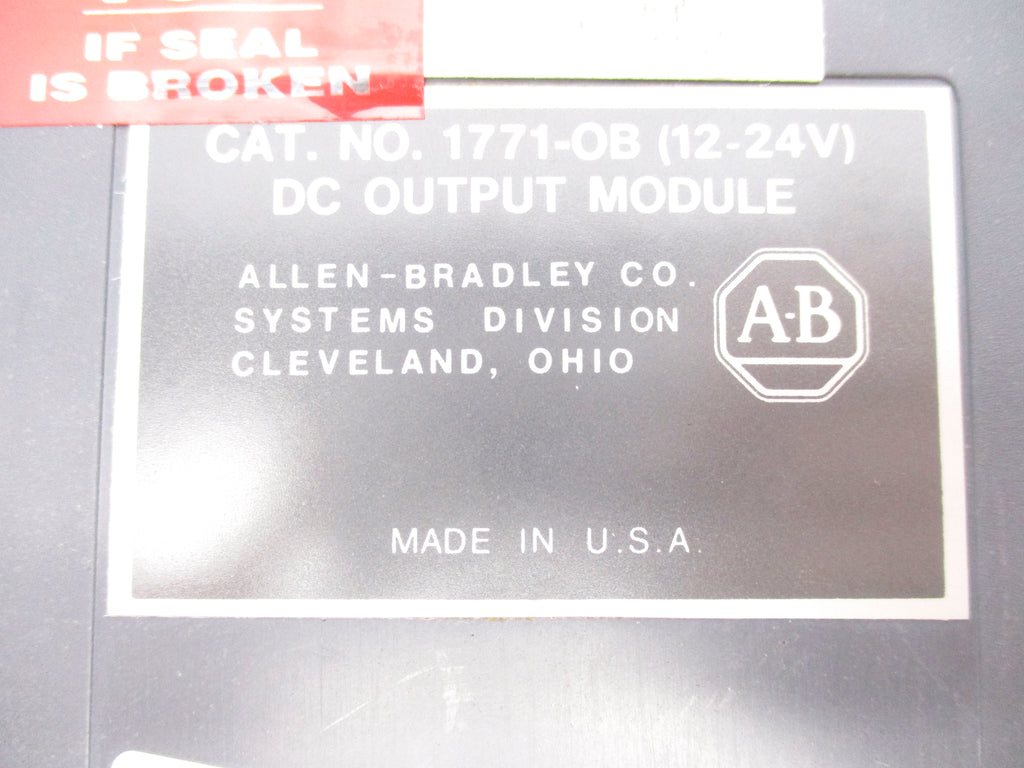 IF SEAL
IS BROKEN
CAT. NO. 1771-OB (12-24V)
DC OUTPUT MODULE
ALLEN-BRADLEY CO.
SYSTEMS DIVISION
CLEVELAND, OHIO
A-B
MADE IN U.S.A.